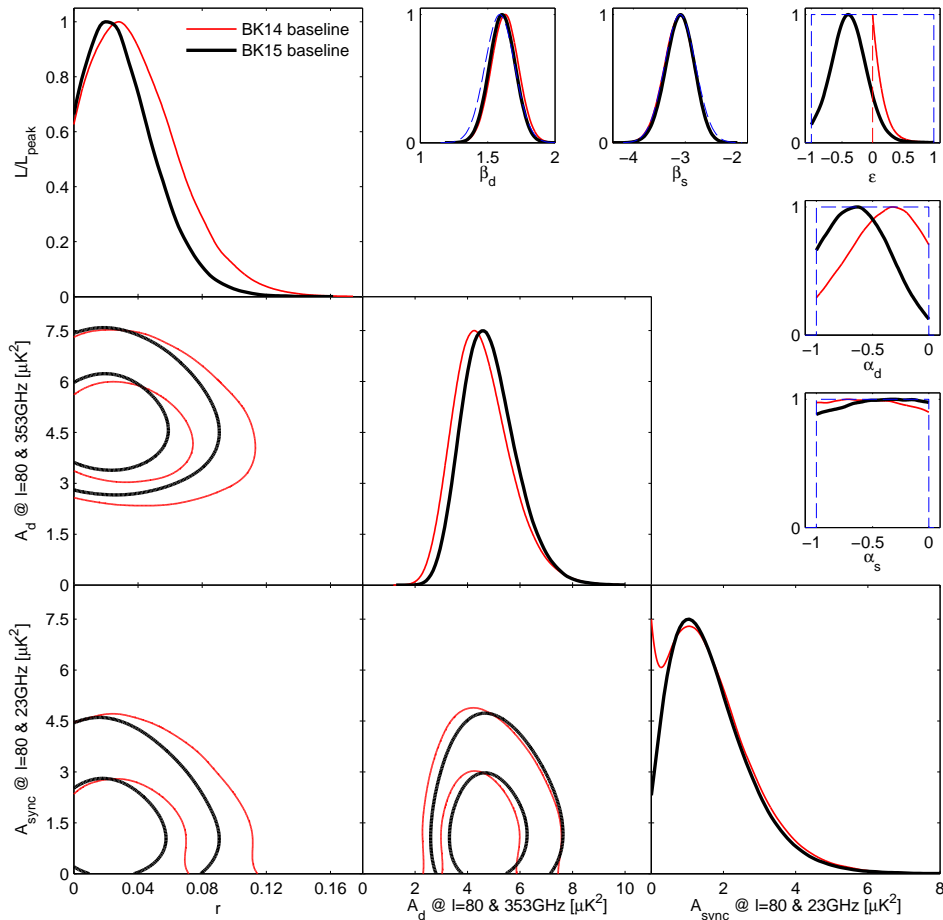 BK14 baseline
BK15 baseline
L/L_peak
1
0.8
0.6
0.4
0.2
0
1
0
1 1.5 2
β_d
1
0
−4 −3 −2
β_s
1
0
−1 −0.5 0 0.5 1
ε
1
0
−1 −0.5 0
α_d
1
0
−1 −0.5 0
α_s
A_d @ l=80 & 353GHz [μK²]
7.5
6
4.5
3
1.5
0
A_sync @ l=80 & 23GHz [μK²]
7.5
6
4.5
3
1.5
0
0 0.04 0.08 0.12 0.16
r
0 2 4 6 8 10
A_d @ l=80 & 353GHz [μK²]
0 2 4 6 8
A_sync @ l=80 & 23GHz [μK²]